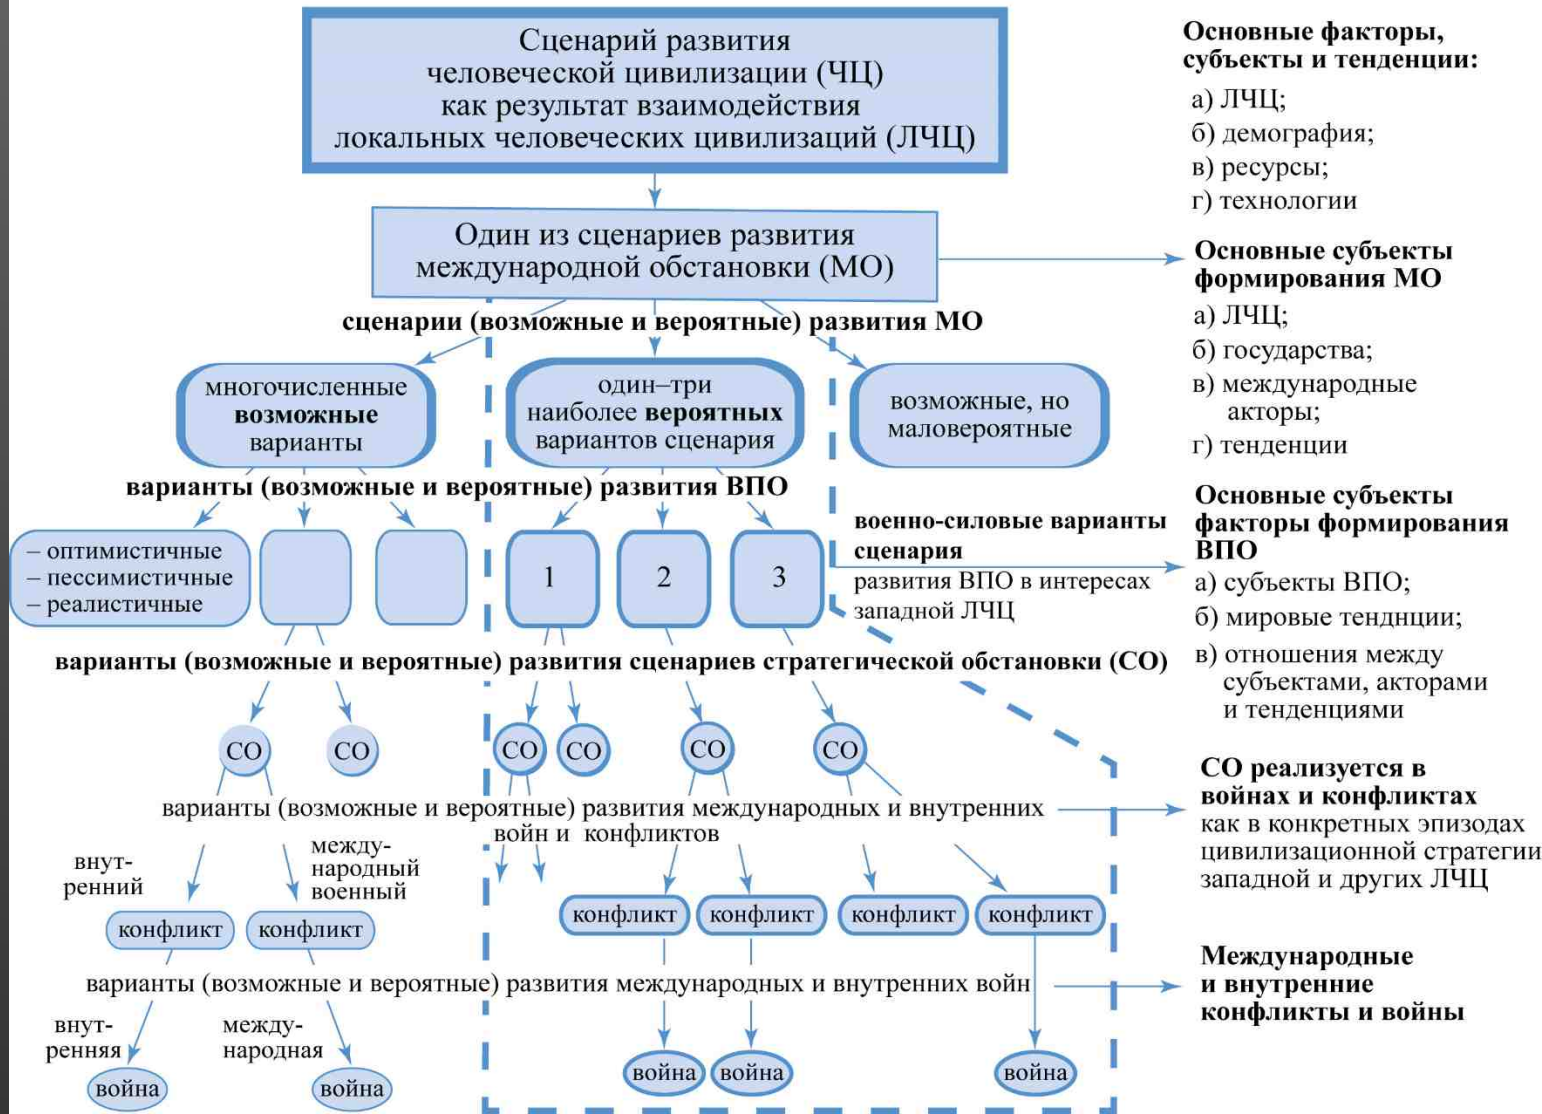 Сценарий развития
человеческой цивилизации (ЧЦ)
как результат взаимодействия
локальных человеческих цивилизаций (ЛЧЦ)
Основные факторы,
субъекты и тенденции:
а) ЛЧЦ;
б) демография;
в) ресурсы;
г) технологии
Один из сценариев развития
международной обстановки (МО)
Основные субъекты
формирования МО
а) ЛЧЦ;
б) государства;
в) международные
акторы;
г) тенденции
сценарии (возможные и вероятные) развития МО
многочисленные
возможные
варианты
один–три
наиболее вероятных
вариантов сценария
возможные, но
маловероятные
варианты (возможные и вероятные) развития ВПО
– оптимистичные
– пессимистичные
– реалистичные
1
2
3
военно-силовые варианты
сценария
развития ВПО в интересах
западной ЛЧЦ
Основные субъекты
факторы формирования
ВПО
а) субъекты ВПО;
б) мировые тенднции;
в) отношения между
субъектами, акторами
и тенденциями
варианты (возможные и вероятные) развития сценариев стратегической обстановки (СО)
СО
СО
СО
СО
СО
СО
варианты (возможные и вероятные) развития международных и внутренних
войн и конфликтов
СО реализуется в
войнах и конфликтах
как в конкретных эпизодах
цивилизационной стратегии
западной и других ЛЧЦ
внут-
ренний
между-
народный
военный
конфликт
конфликт
конфликт
конфликт
конфликт
конфликт
варианты (возможные и вероятные) развития международных и внутренних войн
Международные
и внутренние
конфликты и войны
внут-
ренняя
между-
народная
война
война
война
война
война